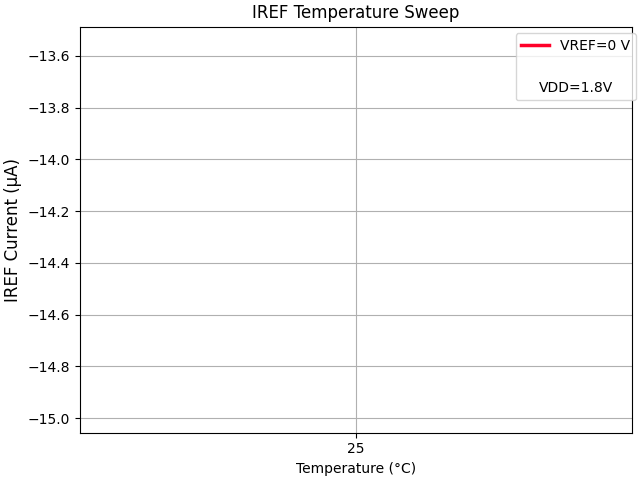 IREF Temperature Sweep
VREF=0 V
VDD=1.8V
IREF Current (µA)
−13.6
−13.8
−14.0
−14.2
−14.4
−14.6
−14.8
−15.0
25
Temperature (°C)